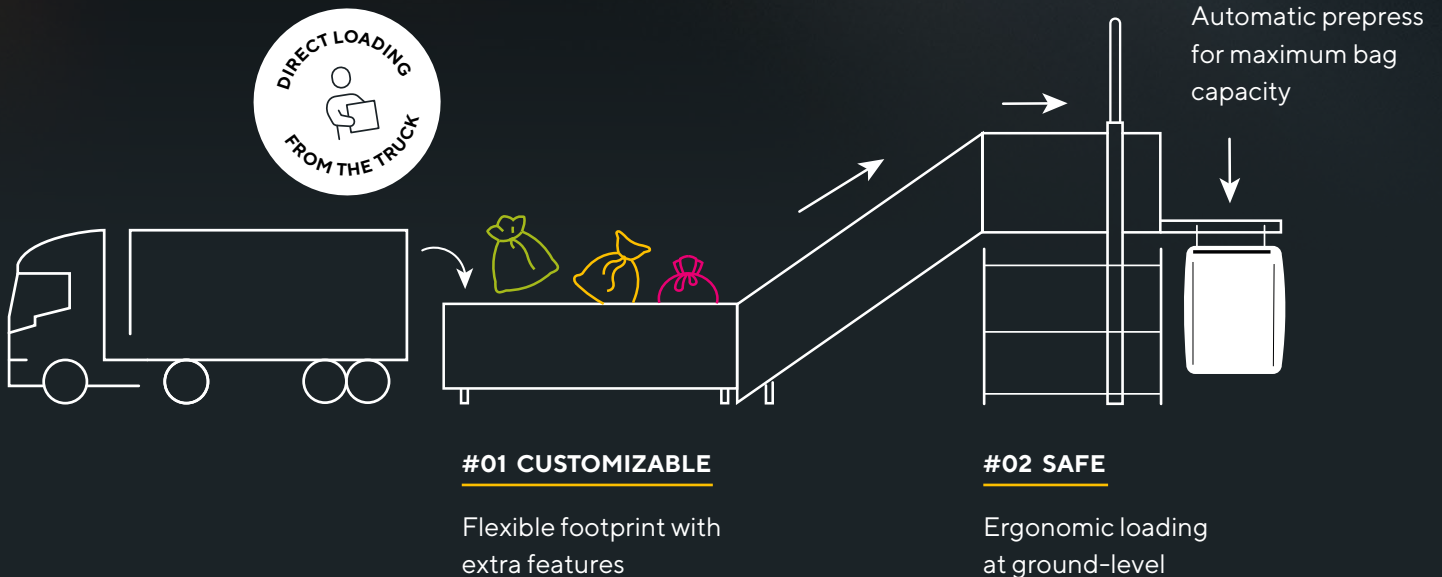 DIRECT LOADING
FROM THE TRUCK
Automatic prepress
for maximum bag
capacity
#01 CUSTOMIZABLE
Flexible footprint with
extra features
#02 SAFE
Ergonomic loading
at ground-level